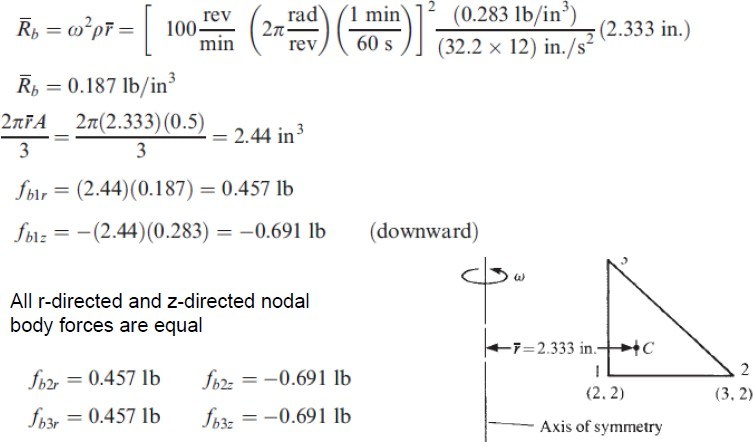 R̄_b = ω²ρr̄ = [100 rev/min (2π rad/rev) (1 min/60 s)]² (0.283 lb/in³)/((32.2 × 12) in./s²) (2.333 in.)
R̄_b = 0.187 lb/in³
2πr̄A/3 = 2π(2.333)(0.5)/3 = 2.44 in³
f_b1r = (2.44)(0.187) = 0.457 lb
f_b1z = −(2.44)(0.283) = −0.691 lb (downward)
All r-directed and z-directed nodal
body forces are equal
f_b2r = 0.457 lb f_b2z = −0.691 lb
f_b3r = 0.457 lb f_b3z = −0.691 lb
ω
r̄ = 2.333 in.
C
1
2
(2, 2)
(3, 2)
Axis of symmetry